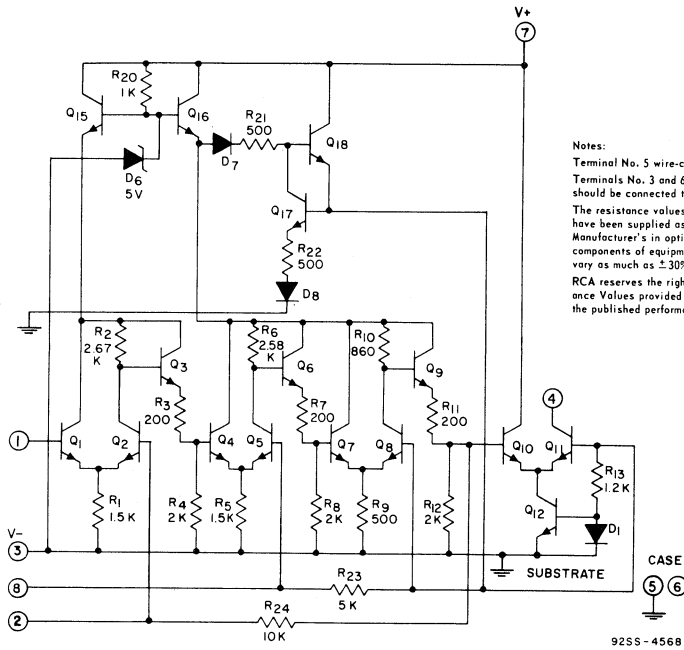 V+
7
R20
1K
Q15
Q16
R21
500
Q18
D7
D6
5V
Q17
R22
500
D8
Notes:
Terminal No. 5 wire-c
Terminals No. 3 and 6
should be connected t
The resistance values
have been supplied as
Manufacturer's in opti
components of equipm
vary as much as ±30%
RCA reserves the righ
ance Values provided
the published performa
R2
2.67
K
Q3
R3
200
R6
2.58
K
Q6
R7
200
R10
860
Q9
R11
200
4
1
Q1
Q2
Q4
Q5
Q7
Q8
Q10
Q11
R13
1.2K
Q12
D1
R1
1.5K
R4
2K
R5
1.5K
R8
2K
R9
500
R12
2K
V-
3
SUBSTRATE
CASE
8
R23
5K
5 6
2
R24
10K
92SS-4568